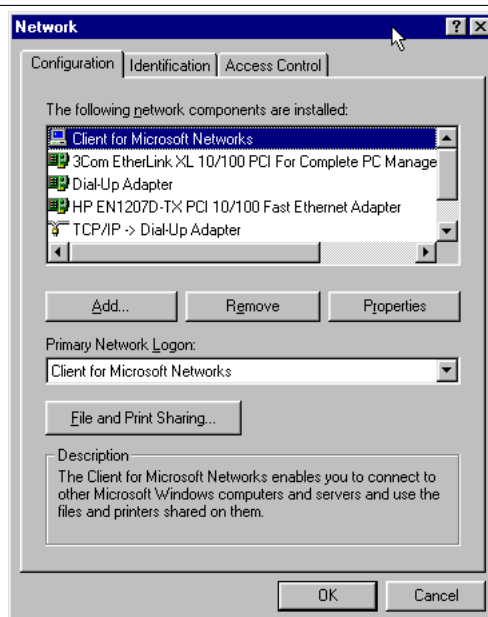 Network
Configuration Identification Access Control
The following network components are installed:
Client for Microsoft Networks
3Com EtherLink XL 10/100 PCI For Complete PC Manage
Dial-Up Adapter
HP EN1207D-TX PCI 10/100 Fast Ethernet Adapter
TCP/IP -> Dial-Up Adapter
Add... Remove Properties
Primary Network Logon:
Client for Microsoft Networks
File and Print Sharing...
Description
The Client for Microsoft Networks enables you to connect to
other Microsoft Windows computers and servers and use the
files and printers shared on them.
OK Cancel